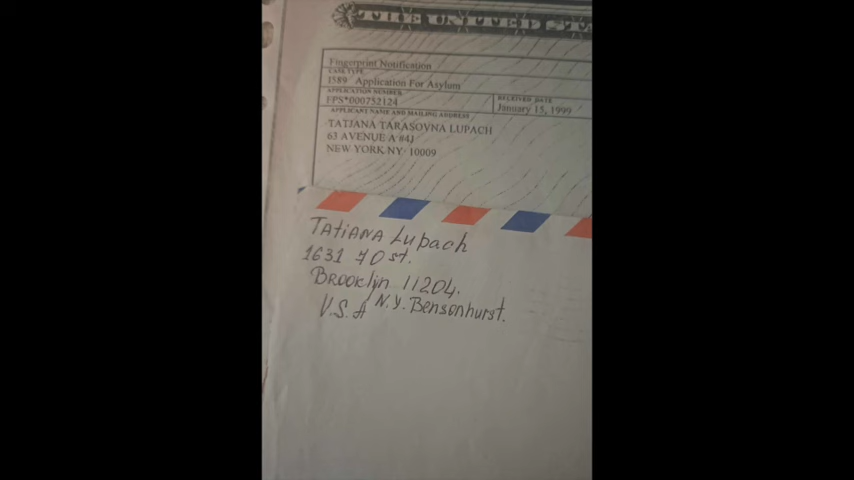 THE UNITED STA
Fingerprint Notification
CASE TYPE
I589 Application For Asylum
APPLICATION NUMBER
FPS*000752124
RECEIVED DATE
January 15, 1999
APPLICANT NAME AND MAILING ADDRESS
TATJANA TARASOVNA LUPACH
63 AVENUE A #4J
NEW YORK NY 10009
TAtiANA Lupach
1631 70 st.
BRooklin 11204.
N.Y. Bensonhurst.
U.S.A